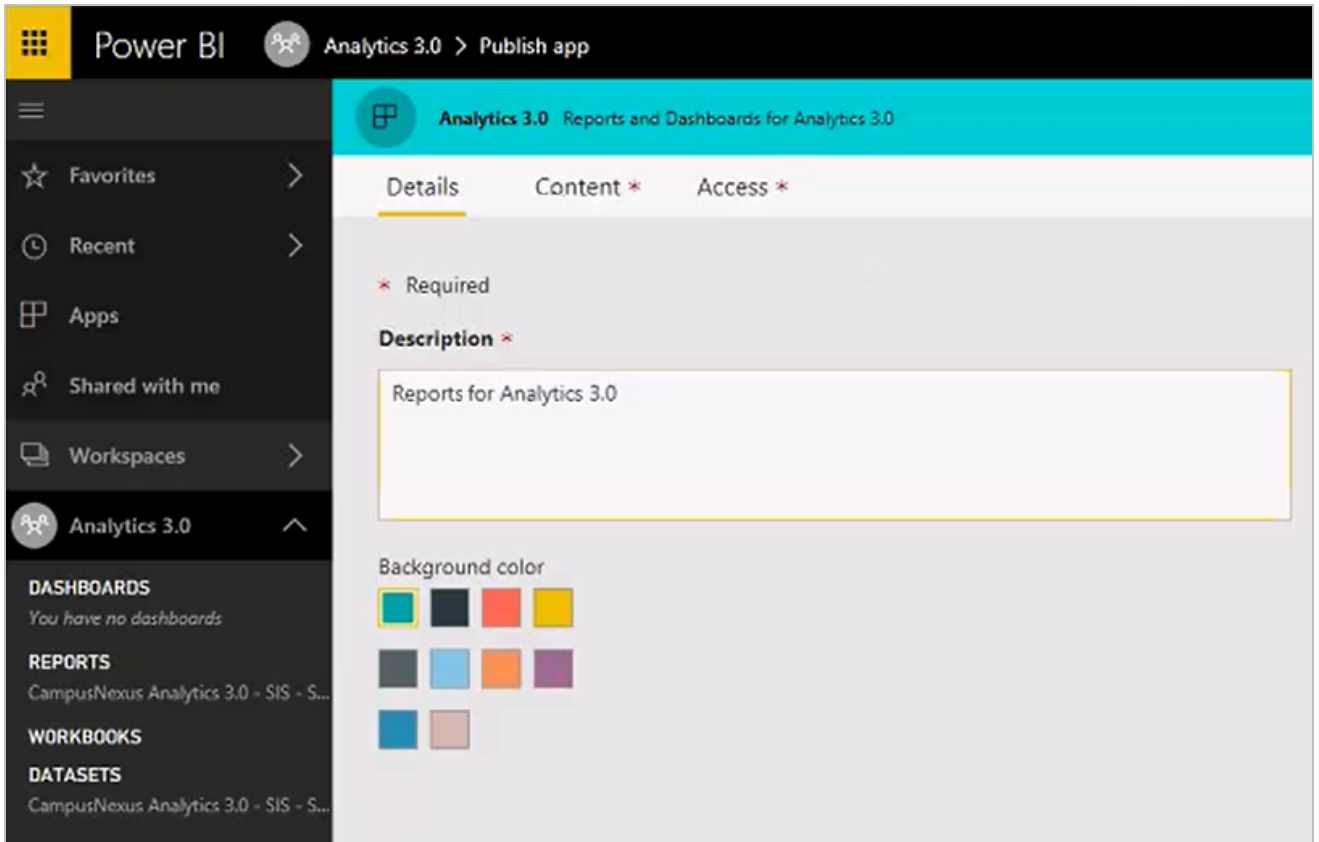 Power BI Analytics 3.0 > Publish app
Analytics 3.0 Reports and Dashboards for Analytics 3.0
Favorites
Recent
Apps
Shared with me
Workspaces
Analytics 3.0
DASHBOARDS
You have no dashboards
REPORTS
CampusNexus Analytics 3.0 - SIS - S...
WORKBOOKS
DATASETS
CampusNexus Analytics 3.0 - SIS - S...
Details Content * Access *
* Required
Description *
Reports for Analytics 3.0
Background color